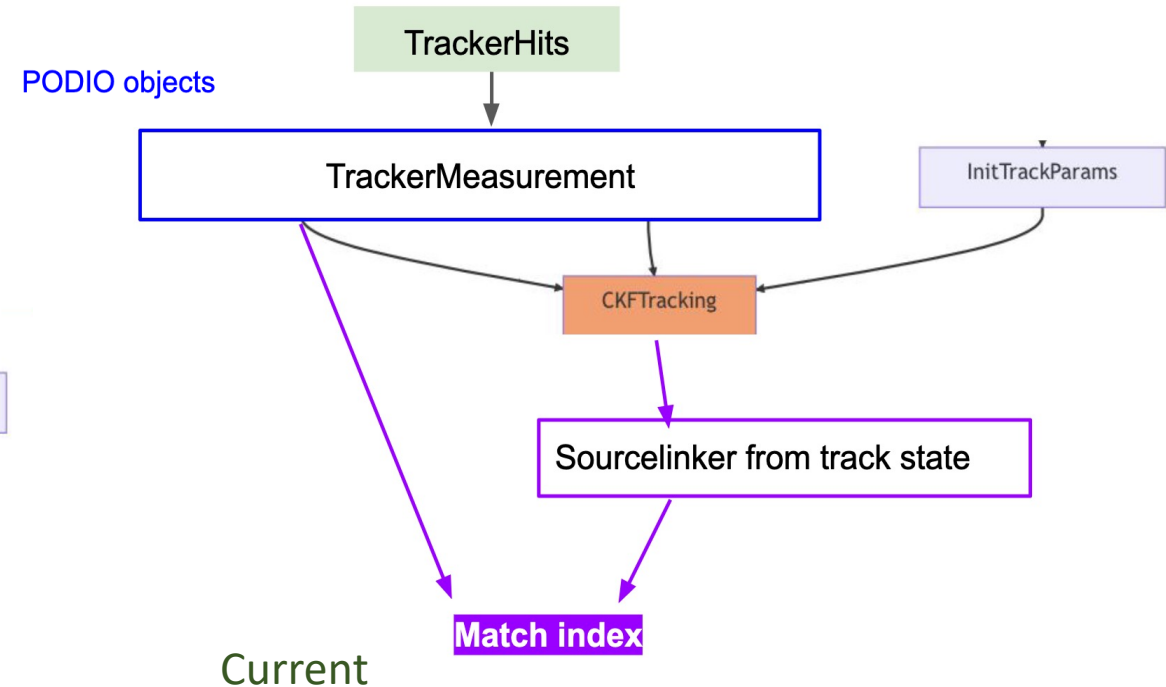 TrackerHits
PODIO objects
TrackerMeasurement
InitTrackParams
CKFTracking
Sourcelinker from track state
Match index
Current